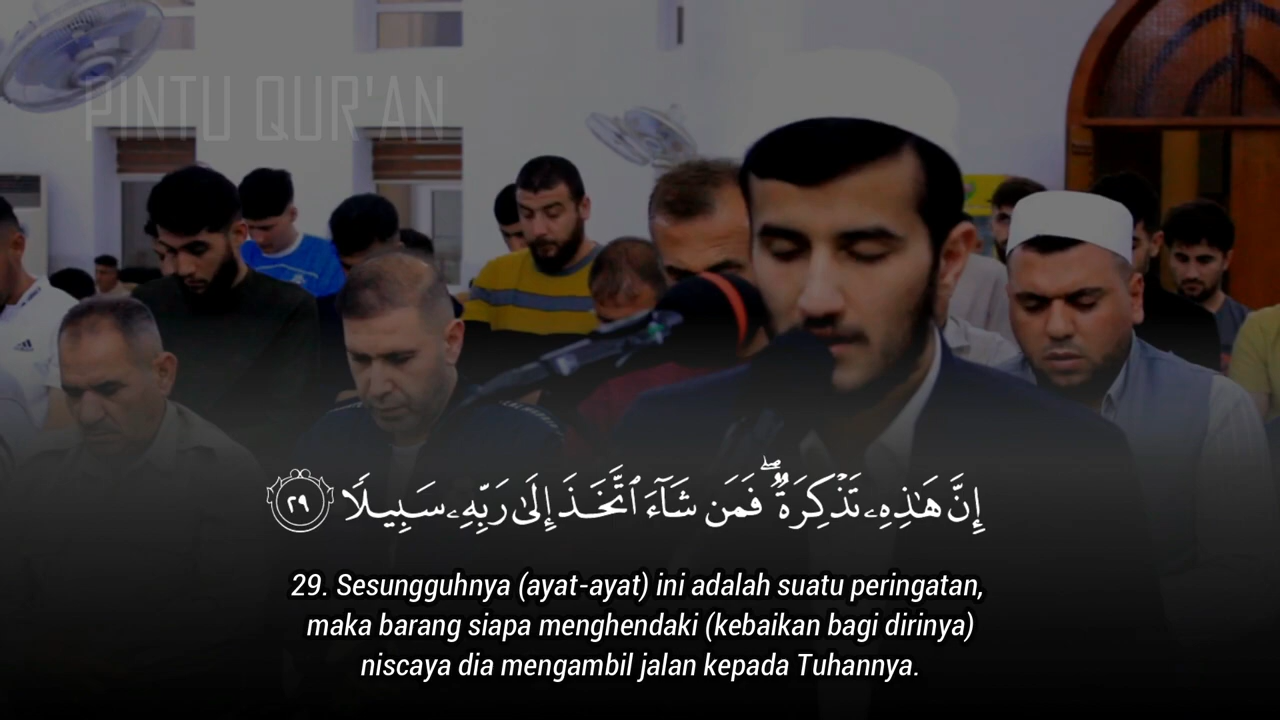 PINTU QUR'AN
إِنَّ هَـٰذِهِۦ تَذْكِرَةٌ ۖ فَمَن شَآءَ ٱتَّخَذَ إِلَىٰ رَبِّهِۦ سَبِيلًا ٢٩
29. Sesungguhnya (ayat-ayat) ini adalah suatu peringatan,
maka barang siapa menghendaki (kebaikan bagi dirinya)
niscaya dia mengambil jalan kepada Tuhannya.